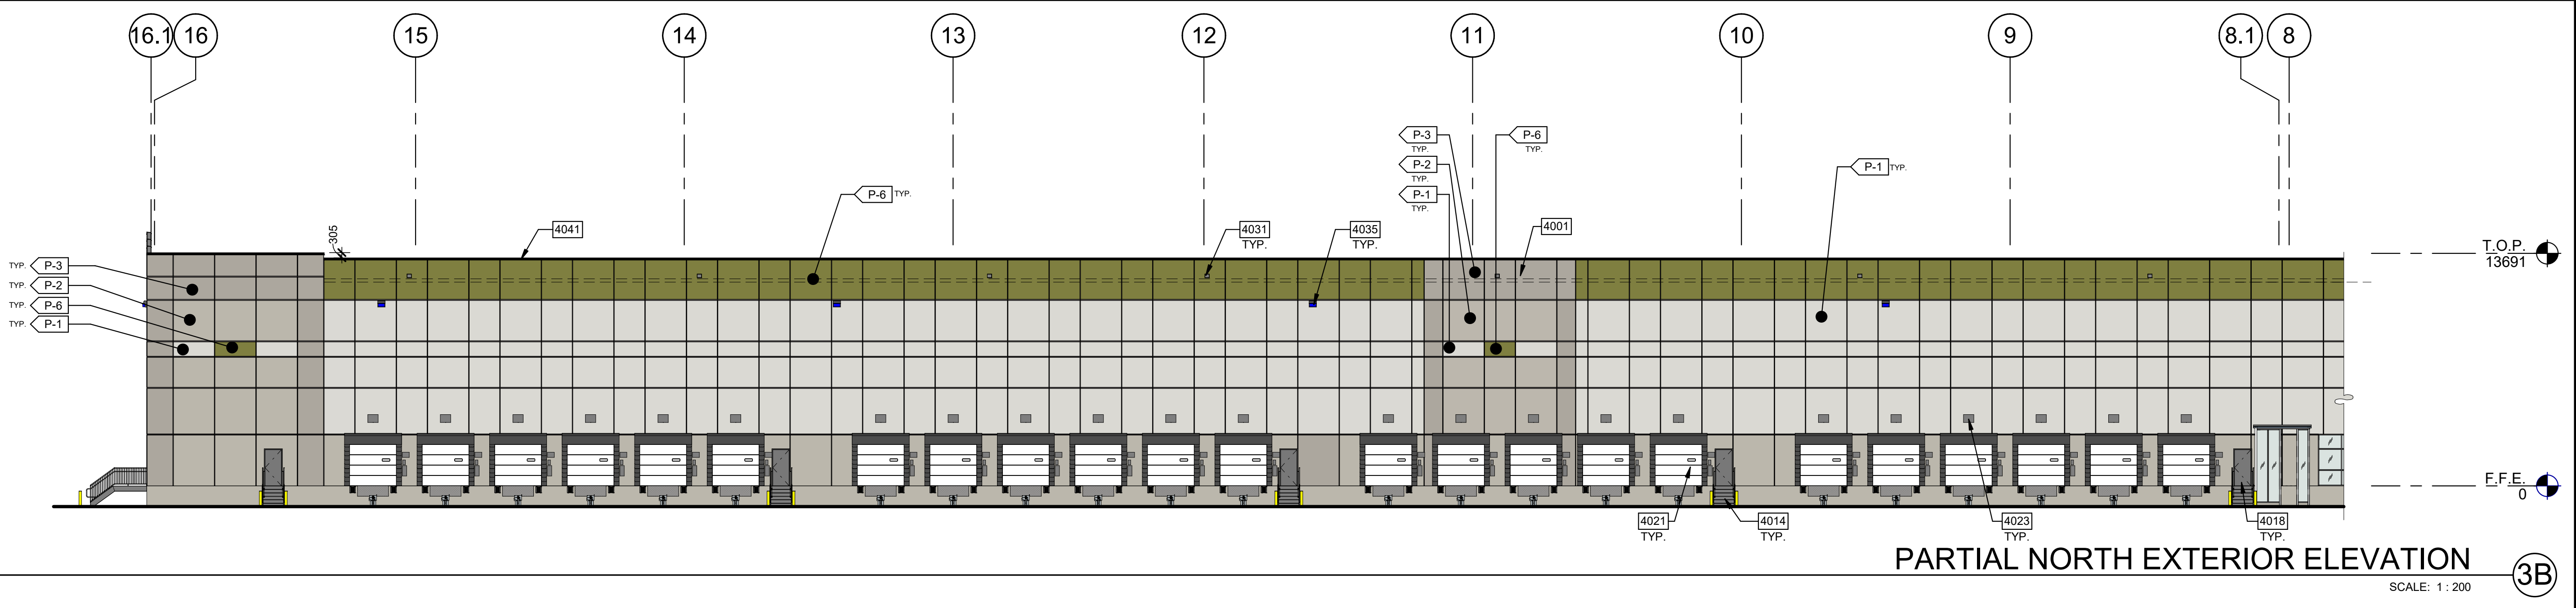 16.1
16
15
14
13
12
11
10
9
8.1
8
P-3
TYP.
P-6
TYP.
P-2
TYP.
P-1
TYP.
P-1 TYP.
P-6 TYP.
305
4041
4031
TYP.
4035
TYP.
4001
T.O.P.
13691
TYP. P-3
TYP. P-2
TYP. P-6
TYP. P-1
F.F.E.
0
4021
TYP.
4014
TYP.
4023
TYP.
4018
TYP.
PARTIAL NORTH EXTERIOR ELEVATION
3B
SCALE: 1 : 200